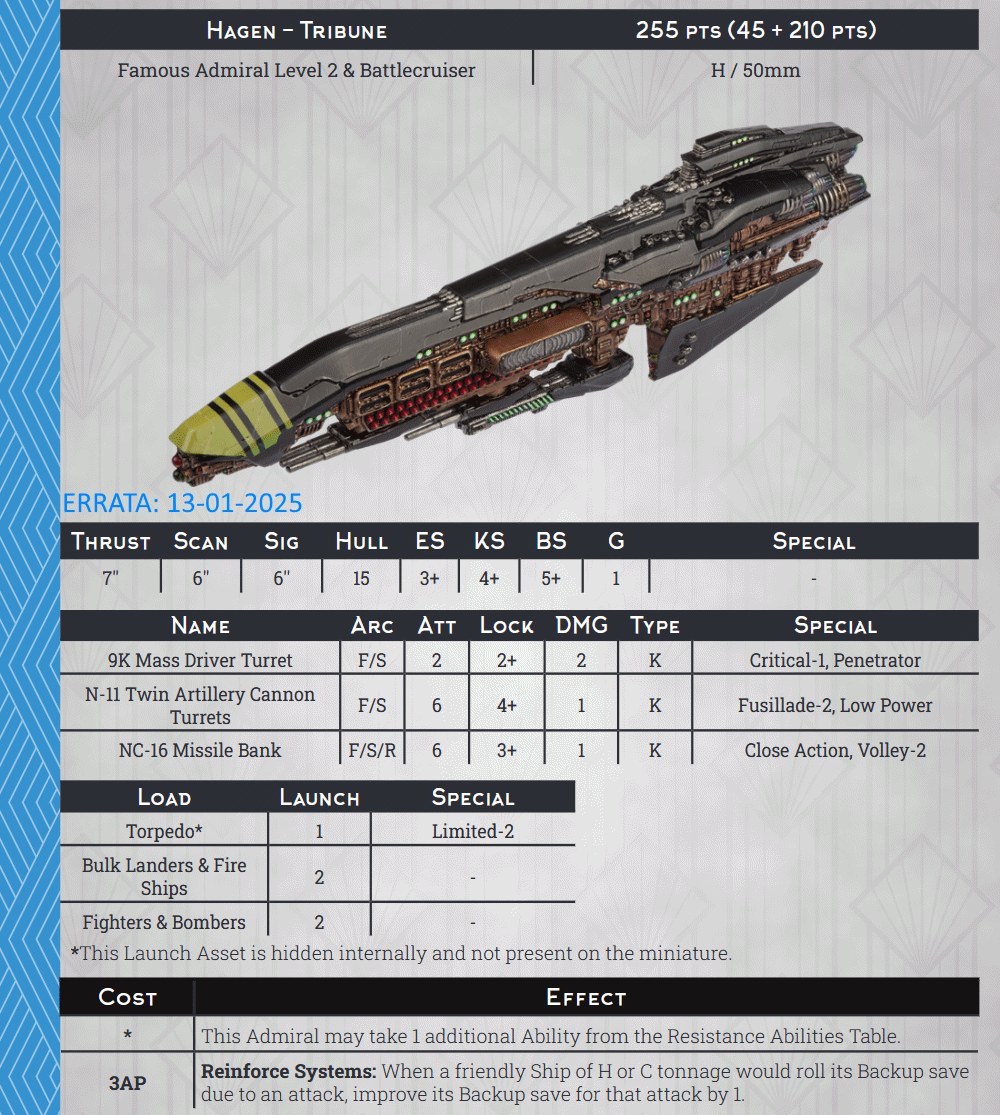 Hagen – Tribune 255 pts (45 + 210 pts)
Famous Admiral Level 2 & Battlecruiser H / 50mm
ERRATA: 13-01-2025
Thrust Scan Sig Hull ES KS BS G Special
7" 6" 6" 15 3+ 4+ 5+ 1 -
Name Arc Att Lock DMG Type Special
9K Mass Driver Turret F/S 2 2+ 2 K Critical-1, Penetrator
N-11 Twin Artillery Cannon
Turrets F/S 6 4+ 1 K Fusillade-2, Low Power
NC-16 Missile Bank F/S/R 6 3+ 1 K Close Action, Volley-2
Load Launch Special
Torpedo* 1 Limited-2
Bulk Landers & Fire
Ships 2 -
Fighters & Bombers 2 -
*This Launch Asset is hidden internally and not present on the miniature.
Cost Effect
* This Admiral may take 1 additional Ability from the Resistance Abilities Table.
3AP Reinforce Systems: When a friendly Ship of H or C tonnage would roll its Backup save
due to an attack, improve its Backup save for that attack by 1.